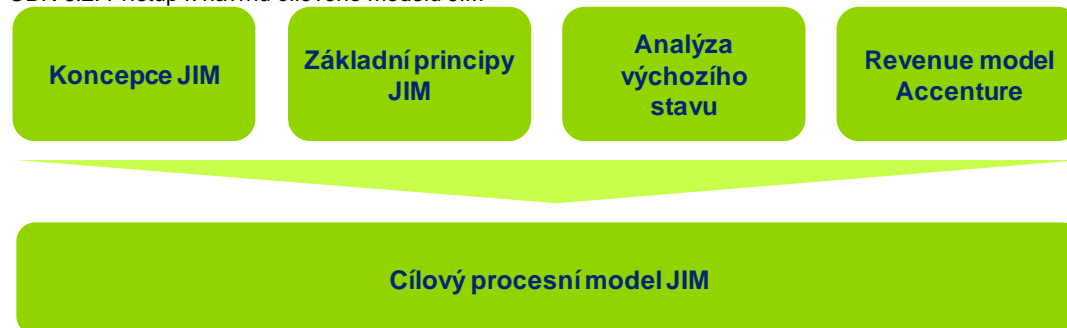 Koncepce JIM
Základní principy
JIM
Analýza
výchozího
stavu
Revenue model
Accenture
Cílový procesní model JIM